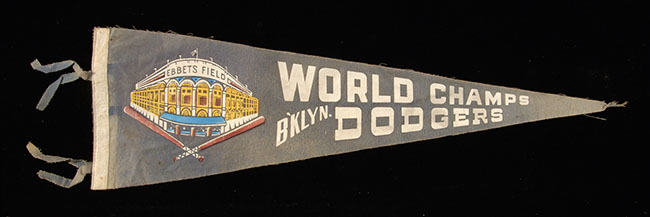 EBBETS FIELD
WORLD CHAMPS
B'KLYN. DODGERS